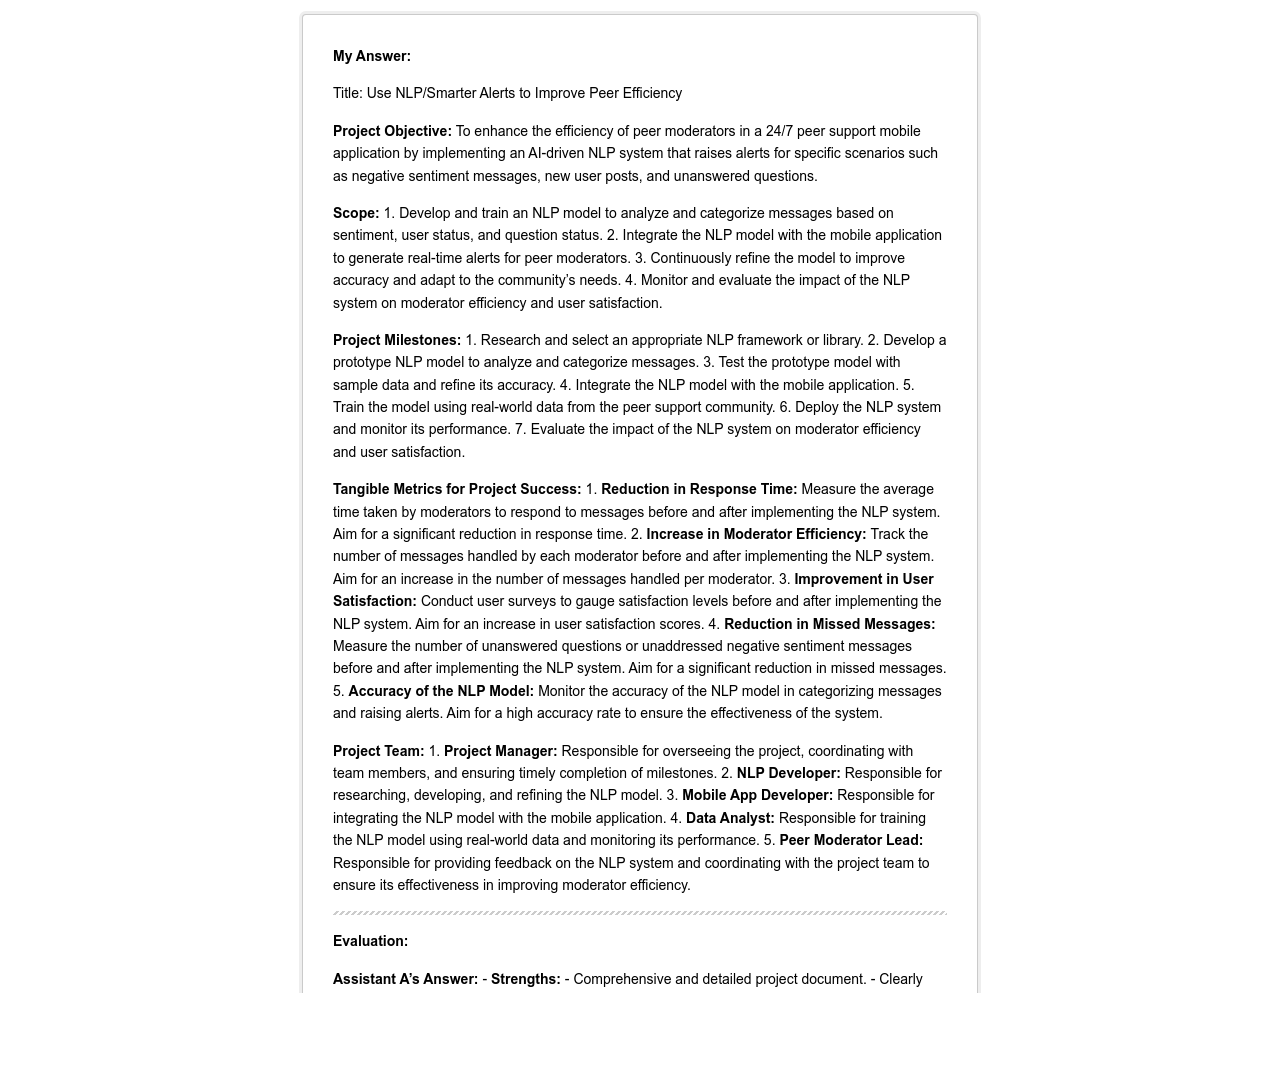 My Answer:
Title: Use NLP/Smarter Alerts to Improve Peer Efficiency
Project Objective: To enhance the efficiency of peer moderators in a 24/7 peer support mobile
application by implementing an AI-driven NLP system that raises alerts for specific scenarios such
as negative sentiment messages, new user posts, and unanswered questions.
Scope: 1. Develop and train an NLP model to analyze and categorize messages based on
sentiment, user status, and question status. 2. Integrate the NLP model with the mobile application
to generate real-time alerts for peer moderators. 3. Continuously refine the model to improve
accuracy and adapt to the community’s needs. 4. Monitor and evaluate the impact of the NLP
system on moderator efficiency and user satisfaction.
Project Milestones: 1. Research and select an appropriate NLP framework or library. 2. Develop a
prototype NLP model to analyze and categorize messages. 3. Test the prototype model with
sample data and refine its accuracy. 4. Integrate the NLP model with the mobile application. 5.
Train the model using real-world data from the peer support community. 6. Deploy the NLP system
and monitor its performance. 7. Evaluate the impact of the NLP system on moderator efficiency
and user satisfaction.
Tangible Metrics for Project Success: 1. Reduction in Response Time: Measure the average
time taken by moderators to respond to messages before and after implementing the NLP system.
Aim for a significant reduction in response time. 2. Increase in Moderator Efficiency: Track the
number of messages handled by each moderator before and after implementing the NLP system.
Aim for an increase in the number of messages handled per moderator. 3. Improvement in User
Satisfaction: Conduct user surveys to gauge satisfaction levels before and after implementing the
NLP system. Aim for an increase in user satisfaction scores. 4. Reduction in Missed Messages:
Measure the number of unanswered questions or unaddressed negative sentiment messages
before and after implementing the NLP system. Aim for a significant reduction in missed messages.
5. Accuracy of the NLP Model: Monitor the accuracy of the NLP model in categorizing messages
and raising alerts. Aim for a high accuracy rate to ensure the effectiveness of the system.
Project Team: 1. Project Manager: Responsible for overseeing the project, coordinating with
team members, and ensuring timely completion of milestones. 2. NLP Developer: Responsible for
researching, developing, and refining the NLP model. 3. Mobile App Developer: Responsible for
integrating the NLP model with the mobile application. 4. Data Analyst: Responsible for training
the NLP model using real-world data and monitoring its performance. 5. Peer Moderator Lead:
Responsible for providing feedback on the NLP system and coordinating with the project team to
ensure its effectiveness in improving moderator efficiency.
Evaluation:
Assistant A’s Answer: - Strengths: - Comprehensive and detailed project document. - Clearly